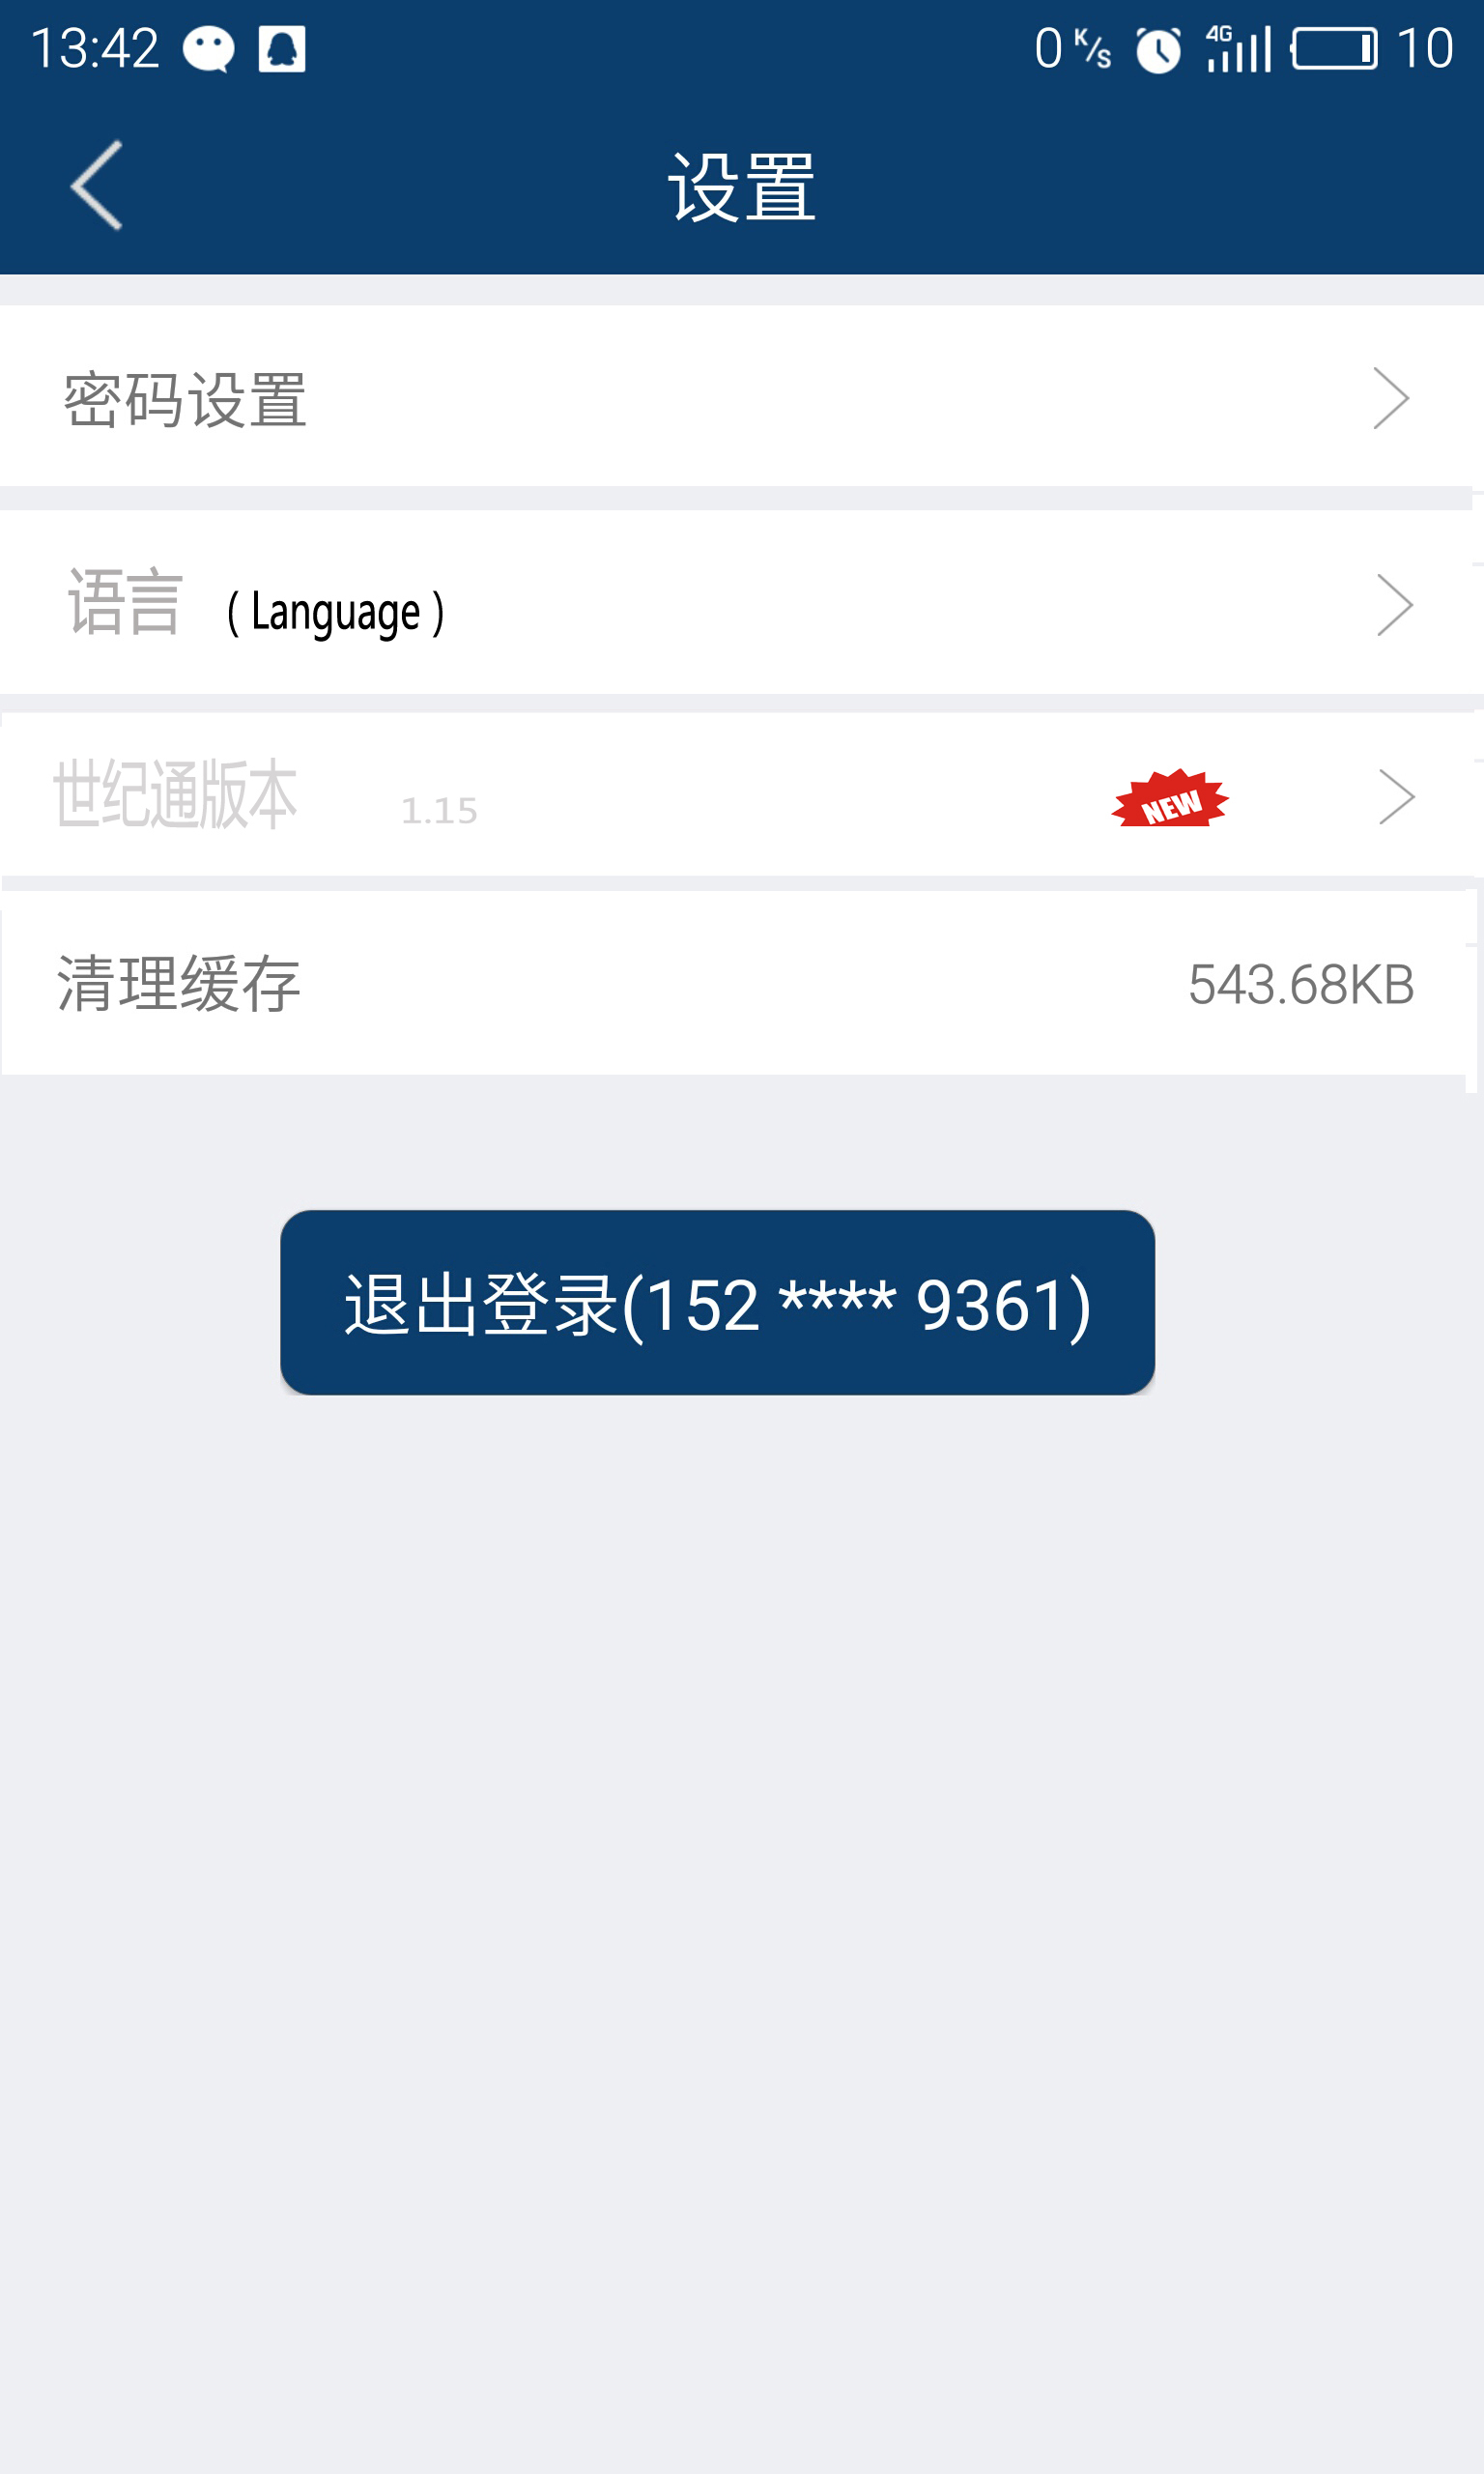 13:42 0 K/s 4G 10
设置
密码设置
语言 ( Language )
世纪通版本 1.15 NEW
清理缓存 543.68KB
退出登录(152 **** 9361)